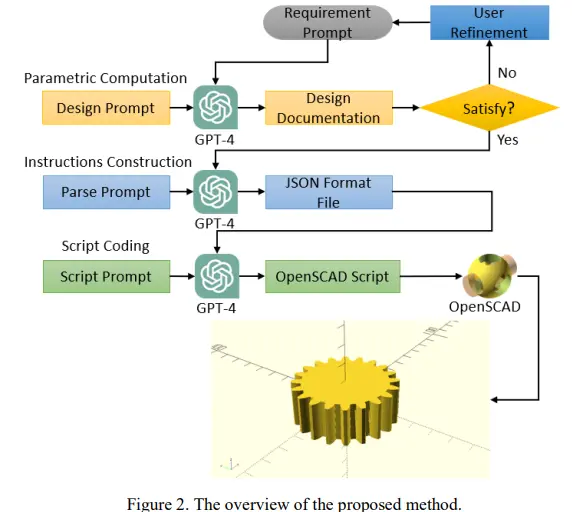 Requirement
Prompt
User
Refinement
No
Parametric Computation
Design Prompt
GPT-4
Design
Documentation
Satisfy?
Yes
Instructions Construction
Parse Prompt
GPT-4
JSON Format
File
Script Coding
Script Prompt
GPT-4
OpenSCAD Script
OpenSCAD
Figure 2. The overview of the proposed method.